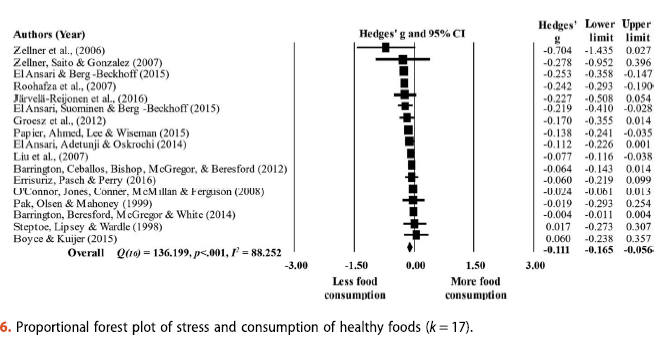 Hedges' Lower Upper
Authors (Year) Hedges' g and 95% CI g limit limit
Zellner et al., (2006) -0.704 -1.435 0.027
Zellner, Saito & Gonzalez (2007) -0.278 -0.952 0.396
El Ansari & Berg -Beckhoff (2015) -0.253 -0.358 -0.147
Roohafza et al., (2007) -0.242 -0.293 -0.190
Järvelä-Reijonen et al., (2016) -0.227 -0.508 0.054
El Ansari, Suominen & Berg -Beckhoff (2015) -0.219 -0.410 -0.028
Groesz et al., (2012) -0.170 -0.355 0.014
Papier, Ahmed, Lee & Wiseman (2015) -0.138 -0.241 -0.035
El Ansari, Adetunji & Oskrochi (2014) -0.112 -0.226 0.001
Liu et al., (2007) -0.077 -0.116 -0.038
Barrington, Ceballos, Bishop, McGregor, & Beresford (2012) -0.064 -0.143 0.014
Errisuriz, Pasch & Perry (2016) -0.060 -0.219 0.099
O'Connor, Jones, Conner, McMillan & Ferguson (2008) -0.024 -0.061 0.013
Pak, Olsen & Mahoney (1999) -0.019 -0.293 0.254
Barrington, Beresford, McGregor & White (2014) -0.004 -0.011 0.004
Steptoe, Lipsey & Wardle (1998) 0.017 -0.273 0.307
Boyce & Kuijer (2015) 0.060 -0.238 0.357
Overall Q(16) = 136.199, p<.001, I² = 88.252 -0.111 -0.165 -0.056
-3.00 -1.50 0.00 1.50 3.00
Less food More food
consumption consumption
6. Proportional forest plot of stress and consumption of healthy foods (k = 17).